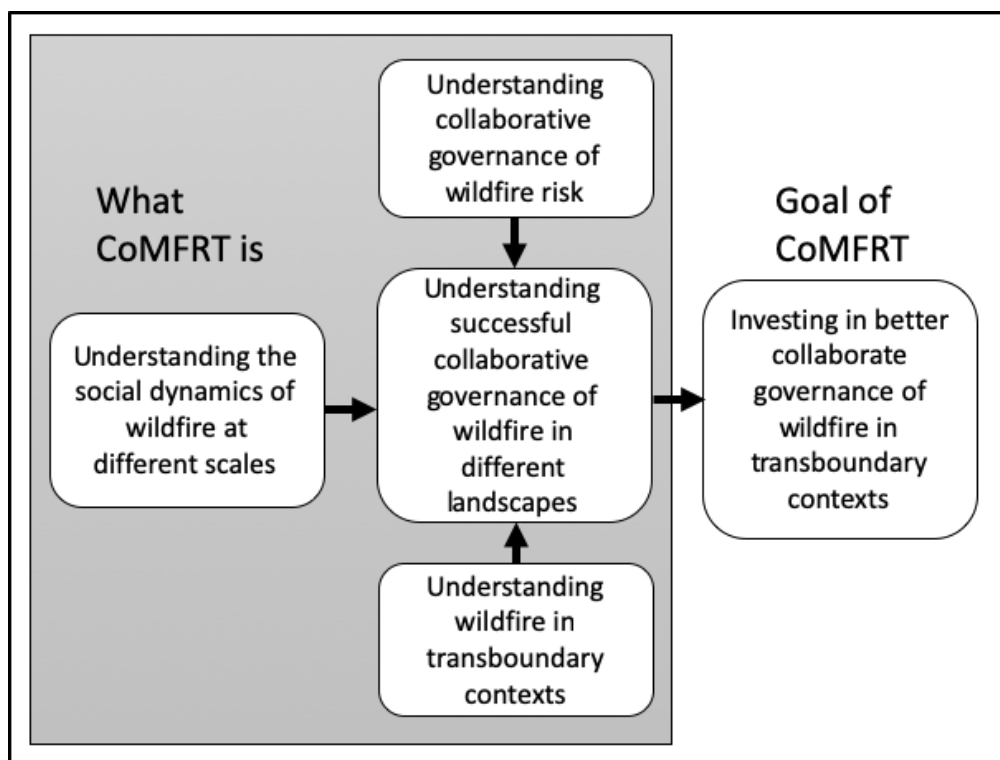 What
CoMFRT is
Understanding
collaborative
governance of
wildfire risk
Understanding the
social dynamics of
wildfire at
different scales
Understanding
successful
collaborative
governance of
wildfire in
different
landscapes
Understanding
wildfire in
transboundary
contexts
Goal of
CoMFRT
Investing in better
collaborate
governance of
wildfire in
transboundary
contexts